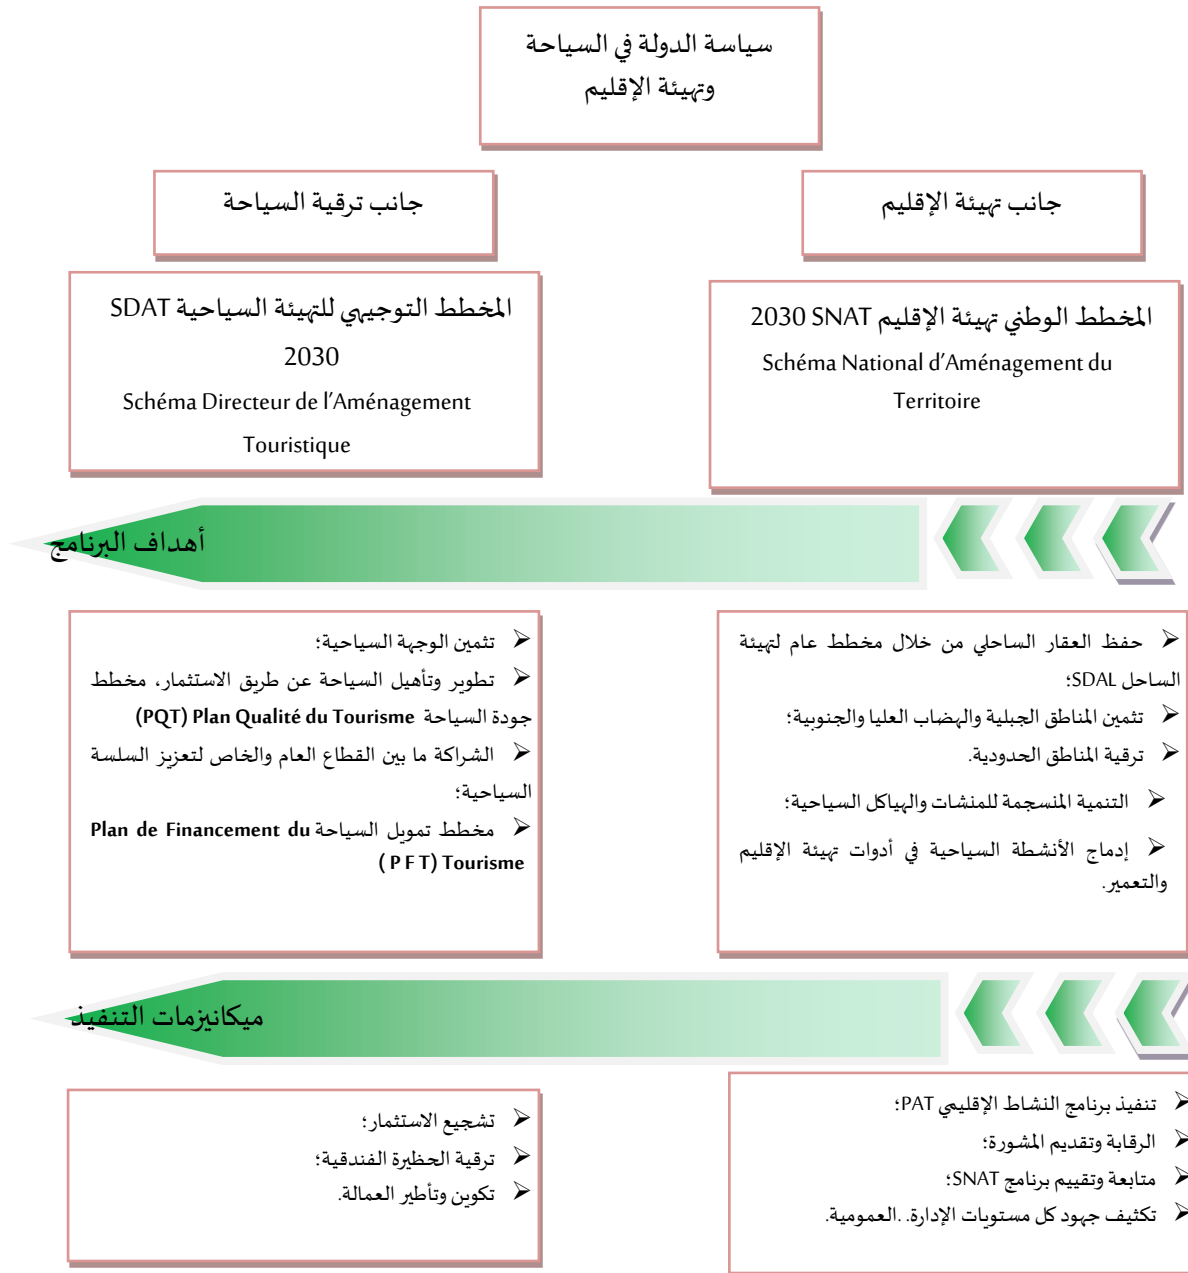 سياسة الدولة في السياحة
وتهيئة الإقليم
جانب تهيئة الإقليم
جانب ترقية السياحة
المخطط الوطني تهيئة الإقليم SNAT 2030
Schéma National d’Aménagement du
Territoire
المخطط التوجيهي للتهيئة السياحية SDAT
2030
Schéma Directeur de l’Aménagement
Touristique
أهداف البرنامج
⮚ حفظ العقار الساحلي من خلال مخطط عام لتهيئة
الساحل SDAL؛
⮚ تثمين المناطق الجبلية والهضاب العليا والجنوبية؛
⮚ ترقية المناطق الحدودية.
⮚ التنمية المنسجمة للمنشات والهياكل السياحية؛
⮚ إدماج الأنشطة السياحية في أدوات تهيئة الإقليم
والتعمير.
⮚ تثمين الوجهة السياحية؛
⮚ تطوير وتأهيل السياحة عن طريق الاستثمار، مخطط
جودة السياحة Plan Qualité du Tourisme (PQT)
⮚ الشراكة ما بين القطاع العام والخاص لتعزيز السلسة
السياحية؛
⮚ مخطط تمويل السياحة Plan de Financement du
Tourisme (P F T )
ميكانيزمات التنفيذ
⮚ تنفيذ برنامج النشاط الإقليمي PAT؛
⮚ الرقابة وتقديم المشورة؛
⮚ متابعة وتقييم برنامج SNAT؛
⮚ تكثيف جهود كل مستويات الإدارة. .العمومية.
⮚ تشجيع الاستثمار؛
⮚ ترقية الحظيرة الفندقية؛
⮚ تكوين وتأطير العمالة.